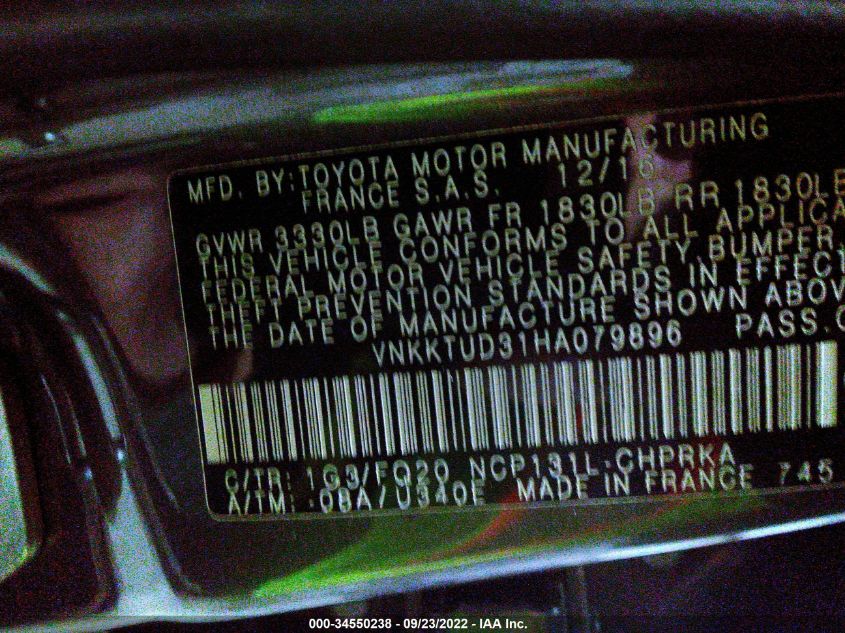 MFD. BY: TOYOTA MOTOR MANUFACTURING
FRANCE S.A.S. 12/16
GVWR 3330LB GAWR FR 1830LB RR 1830LB
THIS VEHICLE CONFORMS TO ALL APPLICA
FEDERAL MOTOR VEHICLE SAFETY, BUMPER,
THEFT PREVENTION STANDARDS IN EFFECT
THE DATE OF MANUFACTURE SHOWN ABOV
VNKKTUD31HA079896 PASS.C
C/TR: 1G3/FQ20 NCP131L-CHPRKA
A/TM: -08A/U340E MADE IN FRANCE 745
000-34550238 - 09/23/2022 - IAA Inc.